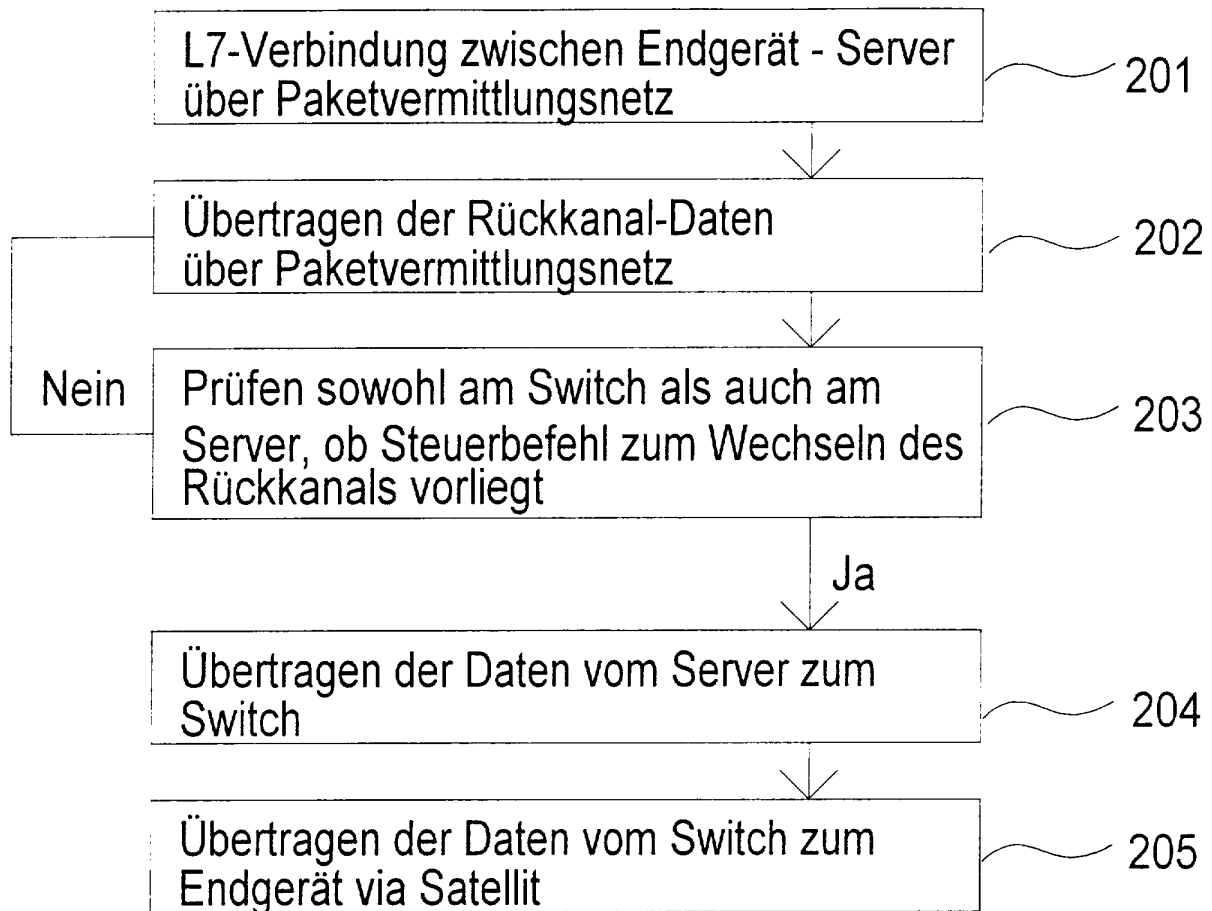 L7-Verbindung zwischen Endgerät - Server
über Paketvermittlungsnetz
201
Übertragen der Rückkanal-Daten
über Paketvermittlungsnetz
202
Nein
Prüfen sowohl am Switch als auch am
Server, ob Steuerbefehl zum Wechseln des
Rückkanals vorliegt
203
Ja
Übertragen der Daten vom Server zum
Switch
204
Übertragen der Daten vom Switch zum
Endgerät via Satellit
205